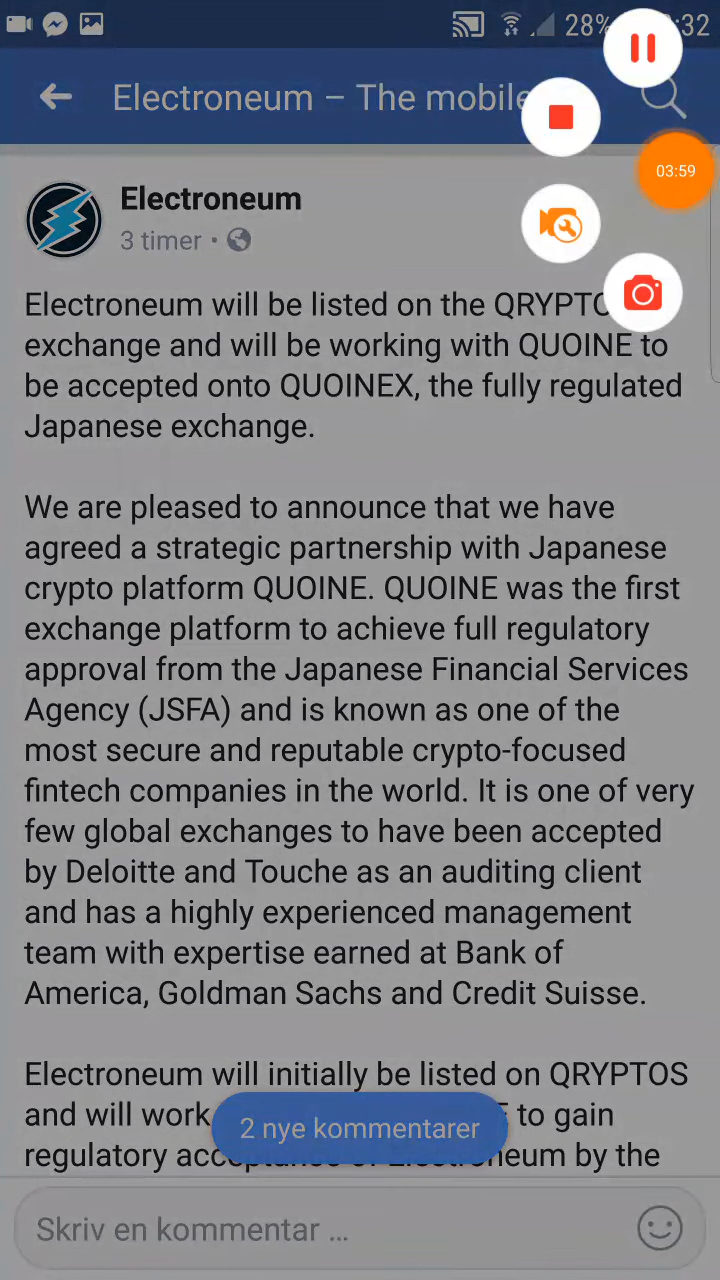 28%
:32
Electroneum – The mobile
03:59
Electroneum
3 timer •
Electroneum will be listed on the
exchange and will be working with QUOINE to
be accepted onto QUOINEX, the fully regulated
Japanese exchange.
We are pleased to announce that we have
agreed a strategic partnership with Japanese
crypto platform QUOINE. QUOINE was the first
exchange platform to achieve full regulatory
approval from the Japanese Financial Services
Agency (JSFA) and is known as one of the
most secure and reputable crypto-focused
fintech companies in the world. It is one of very
few global exchanges to have been accepted
by Deloitte and Touche as an auditing client
and has a highly experienced management
team with expertise earned at Bank of
America, Goldman Sachs and Credit Suisse.
Electroneum will initially be listed on QRYPTOS
and will work to gain
2 nye kommentarer
regulatory acceptance of Electroneum by the
Skriv en kommentar ...